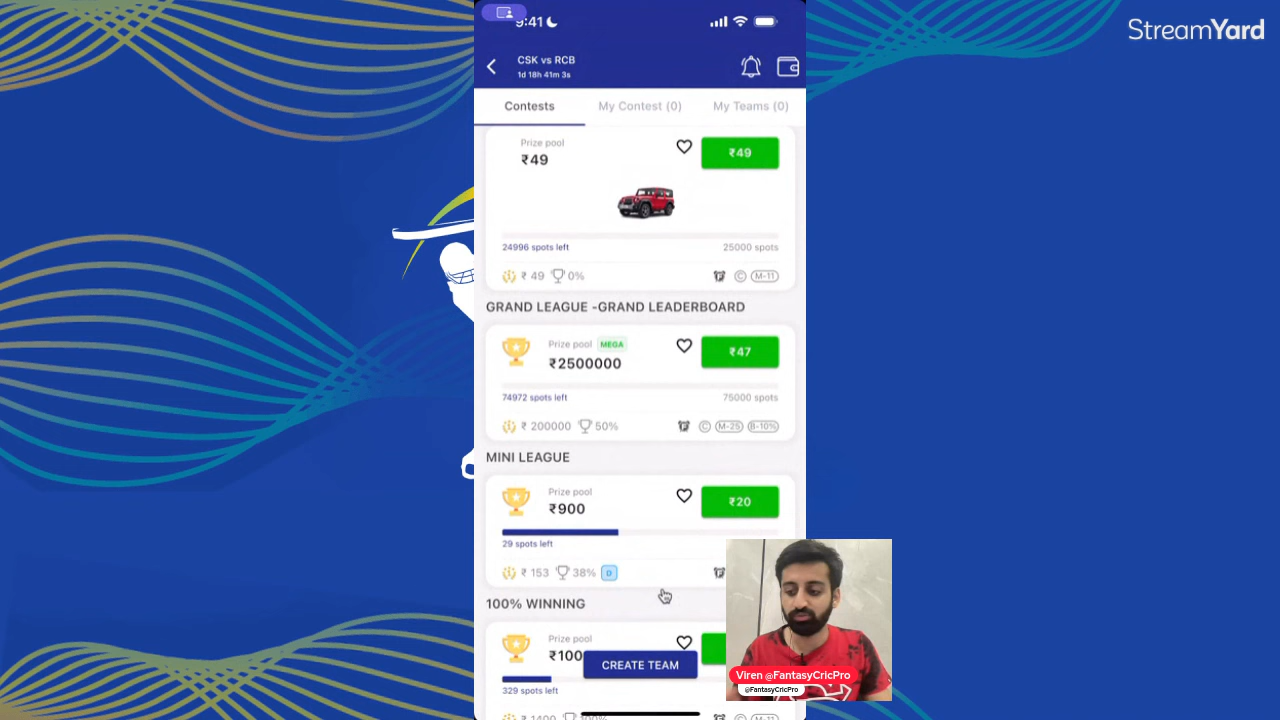 StreamYard
9:41
CSK vs RCB
1d 18h 41m 3s
Contests
My Contest (0)
My Teams (0)
Prize pool
₹49
₹49
24996 spots left
25000 spots
₹ 49
0%
C
M-11
GRAND LEAGUE -GRAND LEADERBOARD
Prize pool MEGA
₹2500000
₹47
74972 spots left
75000 spots
₹ 200000
50%
C
M-25
B-10%
MINI LEAGUE
Prize pool
₹900
₹20
29 spots left
₹ 153
38%
D
100% WINNING
Prize pool
₹100
CREATE TEAM
329 spots left
₹ 1400
100%
M-11
Viren @FantasyCricPro
@FantasyCricPro